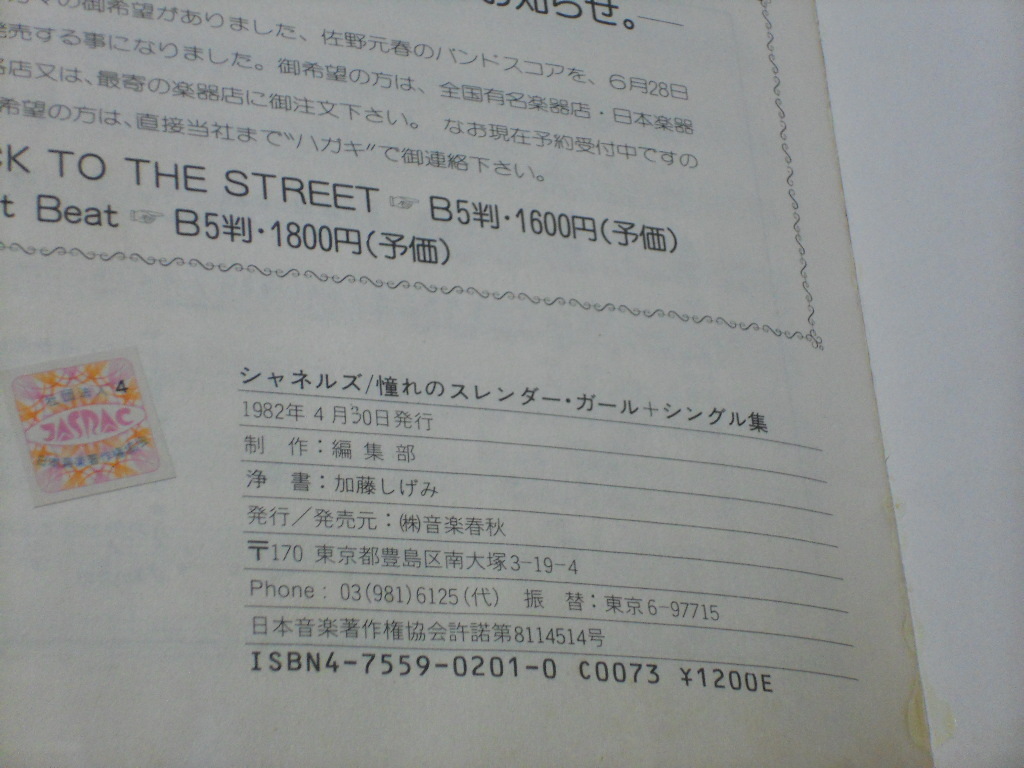 お知らせ。
の御希望がありました、佐野元春のバンドスコアを、6月28日
発売する事になりました。御希望の方は、全国有名楽器店・日本楽器
店又は、最寄の楽器店に御注文下さい。 なお現在予約受付中ですの
希望の方は、直接当社まで"ハガキ"で御連絡下さい。
CK TO THE STREET ☞ B5判・1600円(予価)
t Beat ☞ B5判・1800円(予価)
4
JASRAC
シャネルズ/憧れのスレンダー・ガール+シングル集
1982年 4月30日発行
制 作:編集部
浄 書:加藤しげみ
発行/発売元:㈱音楽春秋
〒170 東京都豊島区南大塚3-19-4
Phone: 03(981)6125(代) 振 替:東京6-97715
日本音楽著作権協会許諾第8114514号
ISBN4-7559-0201-0 C0073 ¥1200E